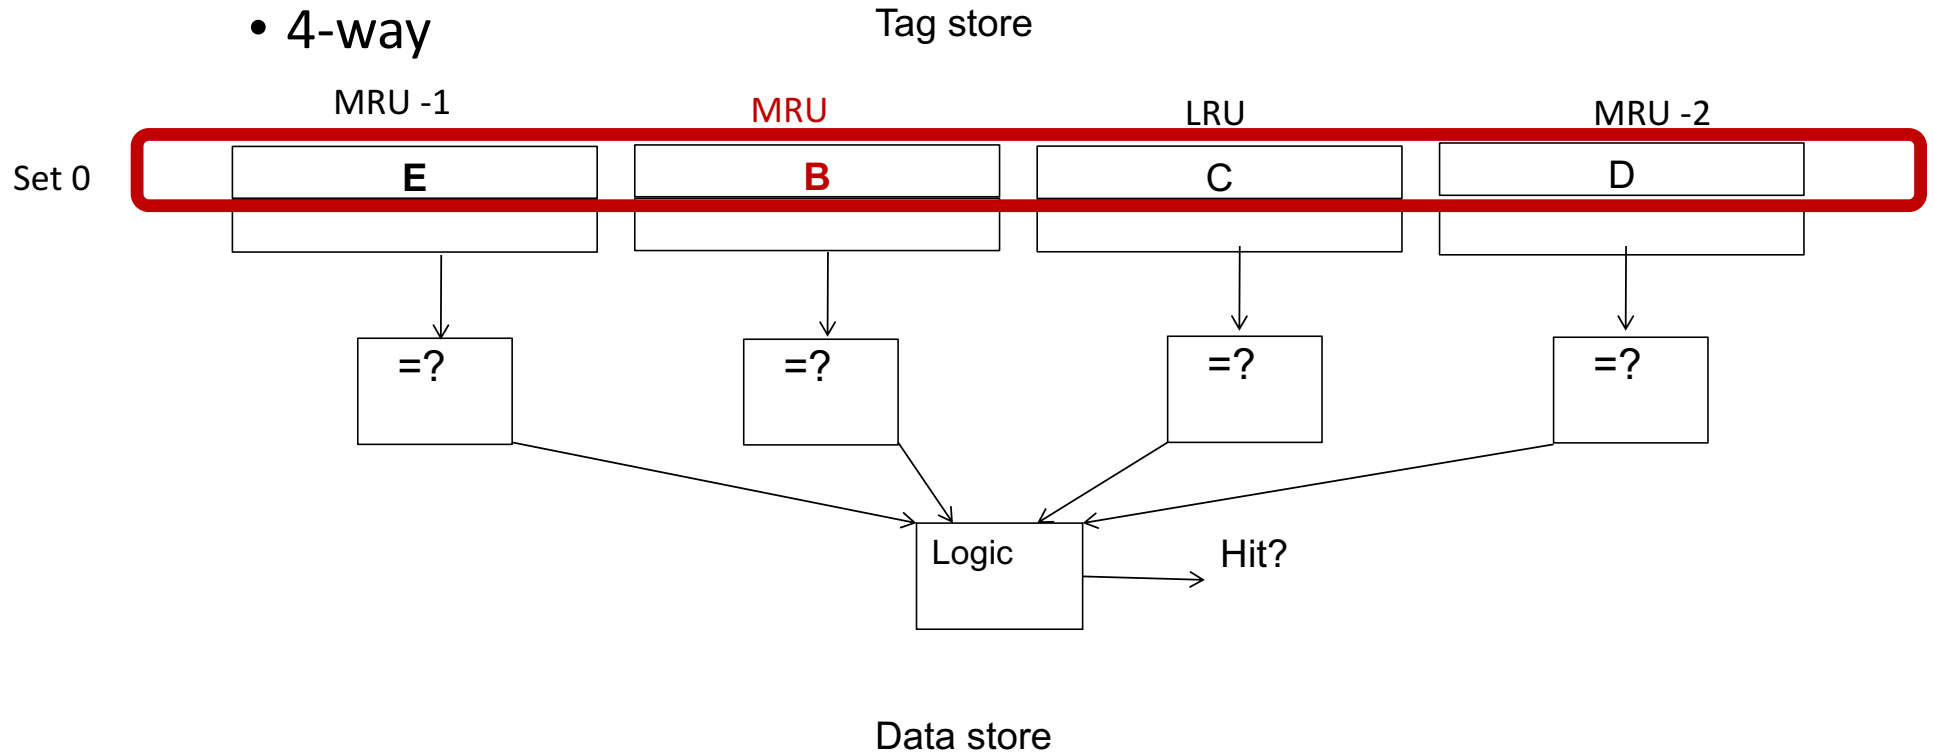 • 4-way
Tag store
MRU -1
MRU
LRU
MRU -2
Set 0
E
B
C
D
=?
=?
=?
=?
Logic
Hit?
Data store